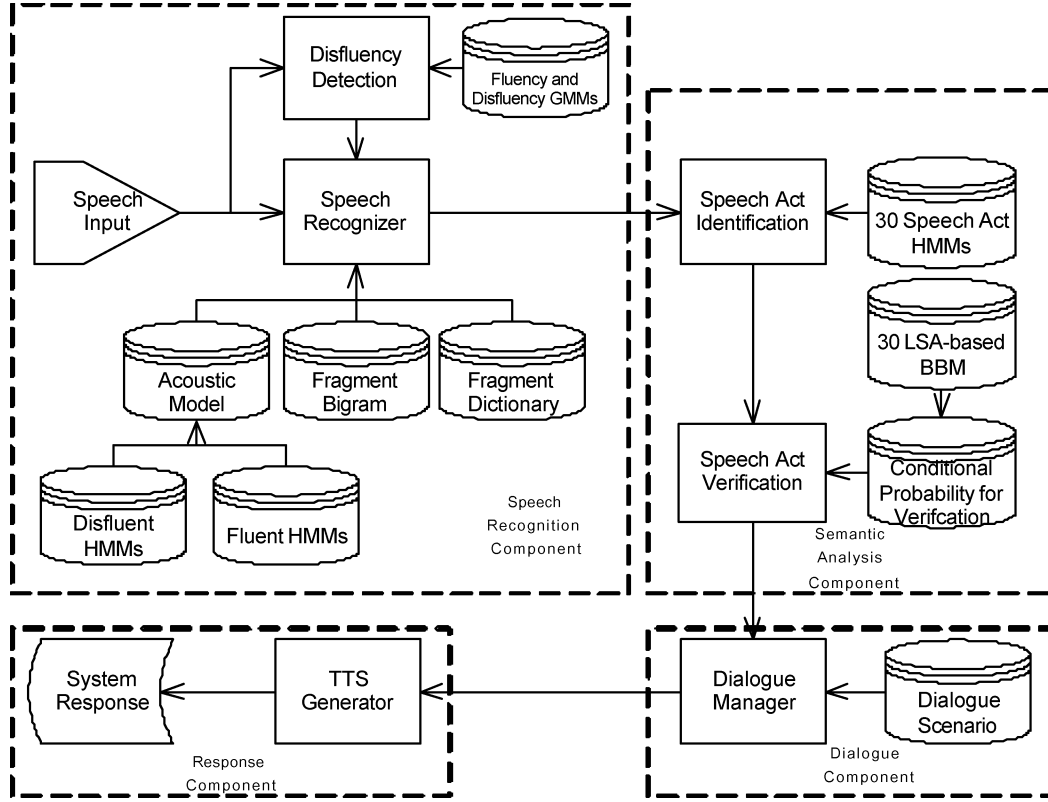 Disfluency
Detection
Fluency and
Disfluency GMMs
Speech
Input
Speech
Recognizer
Speech Act
Identification
30 Speech Act
HMMs
30 LSA-based
BBM
Acoustic
Model
Fragment
Bigram
Fragment
Dictionary
Speech Act
Verification
Conditional
Probability for
Verifcation
Disfluent
HMMs
Fluent HMMs
Speech
Recognition
Component
Semantic
Analysis
Component
System
Response
TTS
Generator
Dialogue
Manager
Dialogue
Scenario
Response
Component
Dialogue
Component